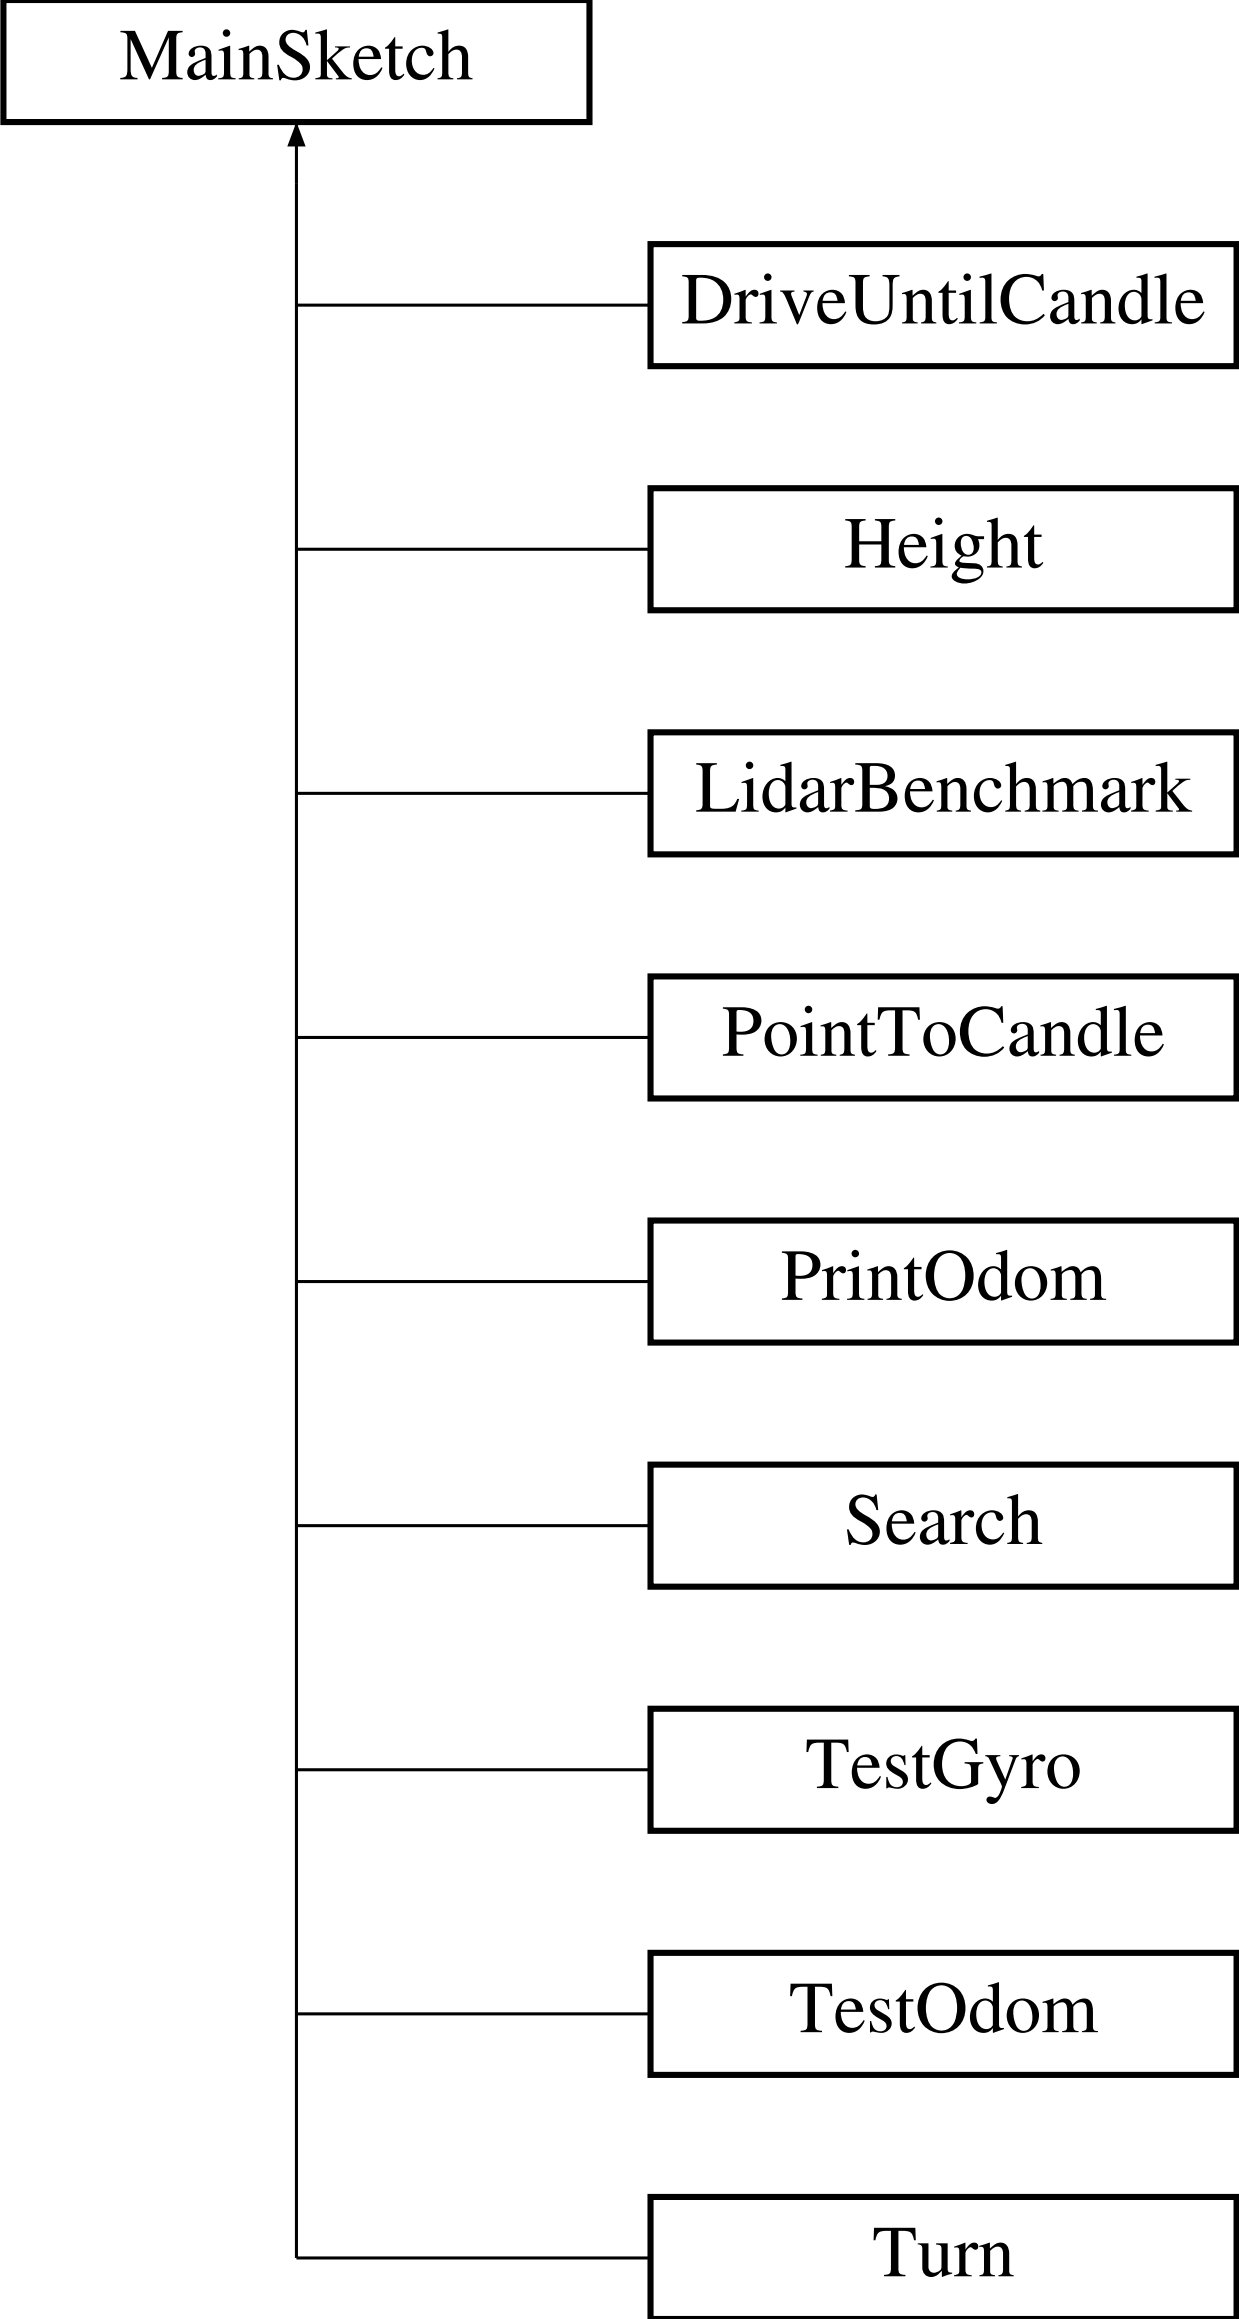 MainSketch
DriveUntilCandle
Height
LidarBenchmark
PointToCandle
PrintOdom
Search
TestGyro
TestOdom
Turn